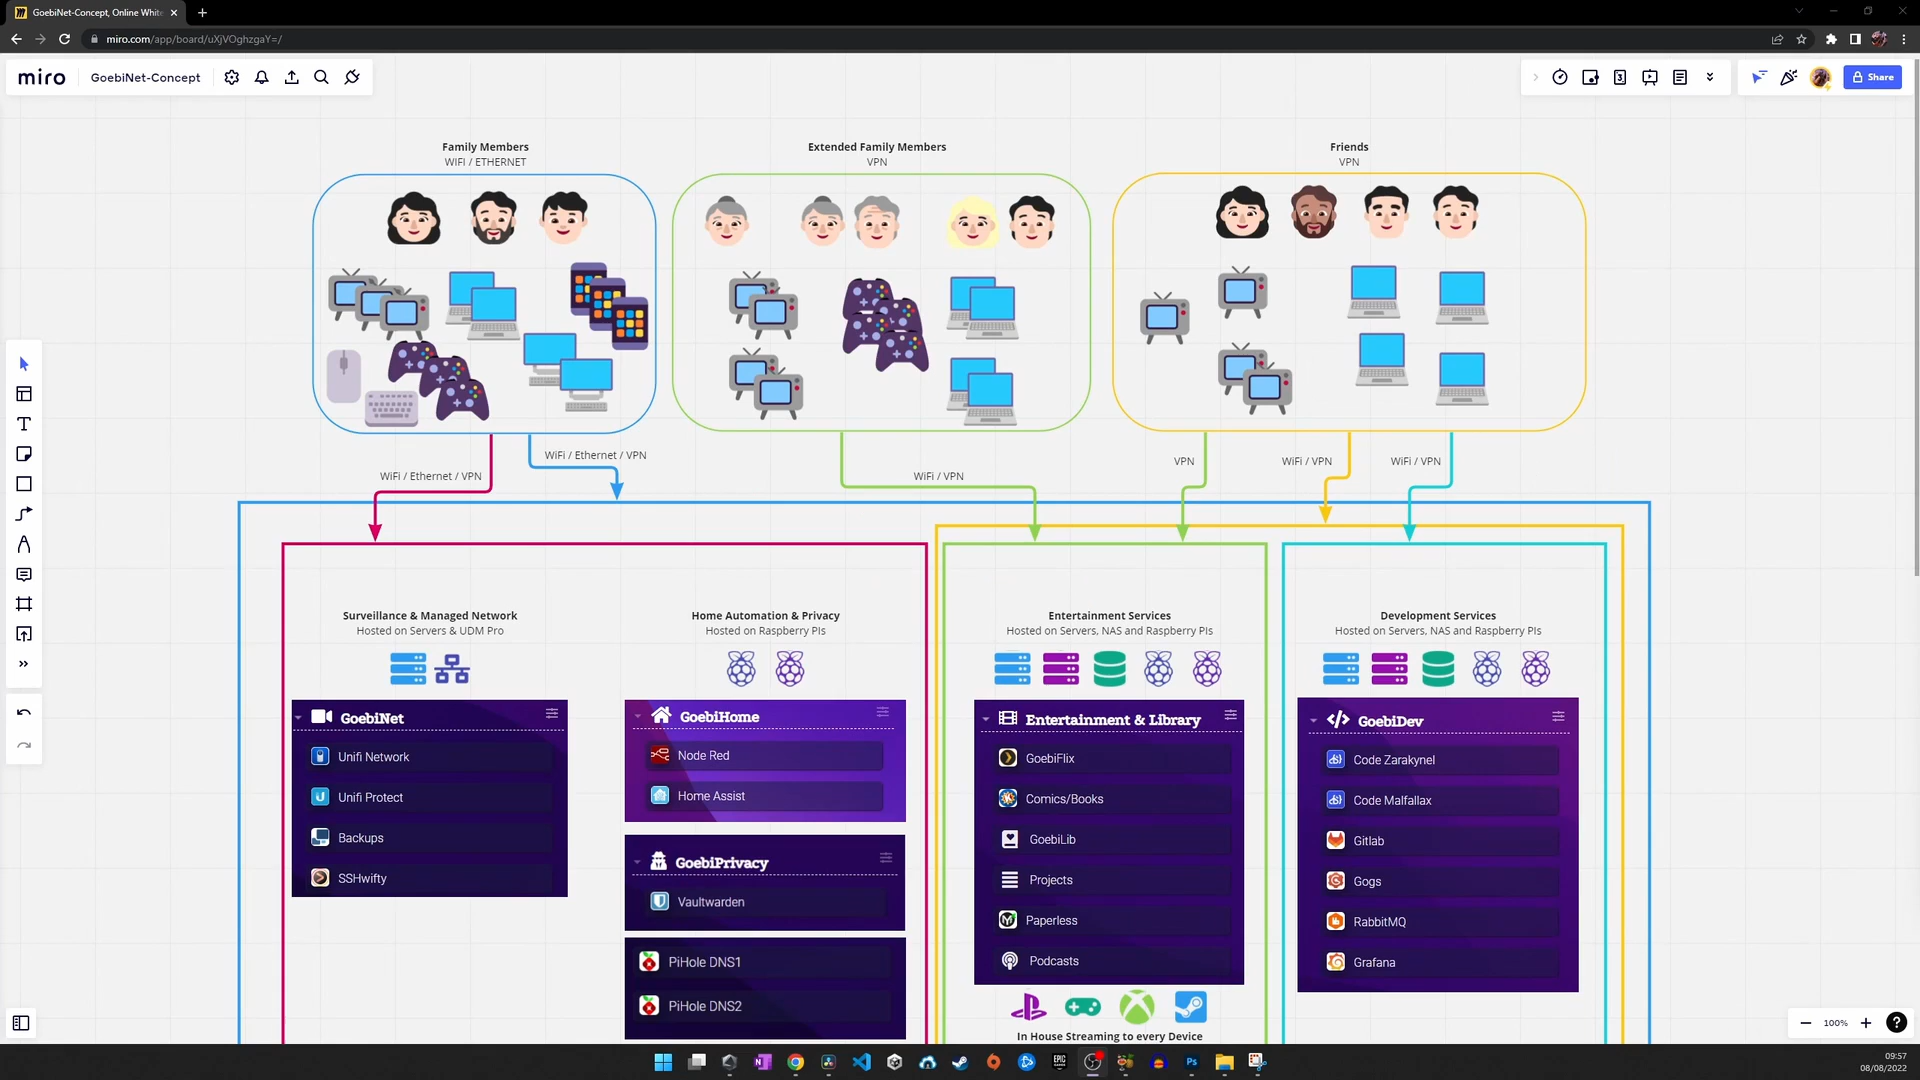 GoebiNet-Concept, Online White
miro.com/app/board/uXjVOghzgaY=/
miro
GoebiNet-Concept
Share
Family Members
WIFI / ETHERNET
Extended Family Members
VPN
Friends
VPN
WiFi / Ethernet / VPN
WiFi / Ethernet / VPN
WiFi / VPN
VPN
WiFi / VPN
WiFi / VPN
Surveillance & Managed Network
Hosted on Servers & UDM Pro
Home Automation & Privacy
Hosted on Raspberry PIs
Entertainment Services
Hosted on Servers, NAS and Raspberry PIs
Development Services
Hosted on Servers, NAS and Raspberry PIs
GoebiNet
Unifi Network
Unifi Protect
Backups
SSHwifty
GoebiHome
Node Red
Home Assist
GoebiPrivacy
Vaultwarden
PiHole DNS1
PiHole DNS2
Entertainment & Library
GoebiFlix
Comics/Books
GoebiLib
Projects
Paperless
Podcasts
In House Streaming to every Device
GoebiDev
Code Zarakynel
Code Malfallax
Gitlab
Gogs
RabbitMQ
Grafana
100%
09:57
08/08/2022